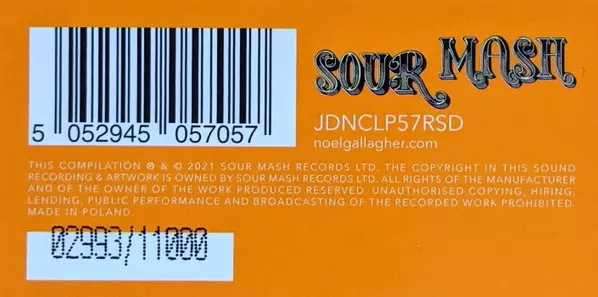 SOUR MASH
5 052945 057057
JDNCLP57RSD
noelgallagher.com
THIS COMPILATION ℗ & © 2021 SOUR MASH RECORDS LTD. THE COPYRIGHT IN THIS SOUND
RECORDING & ARTWORK IS OWNED BY SOUR MASH RECORDS LTD. ALL RIGHTS OF THE MANUFACTURER
AND OF THE OWNER OF THE WORK PRODUCED RESERVED. UNAUTHORISED COPYING, HIRING,
LENDING, PUBLIC PERFORMANCE AND BROADCASTING OF THE RECORDED WORK PROHIBITED.
MADE IN POLAND.
02993/11000